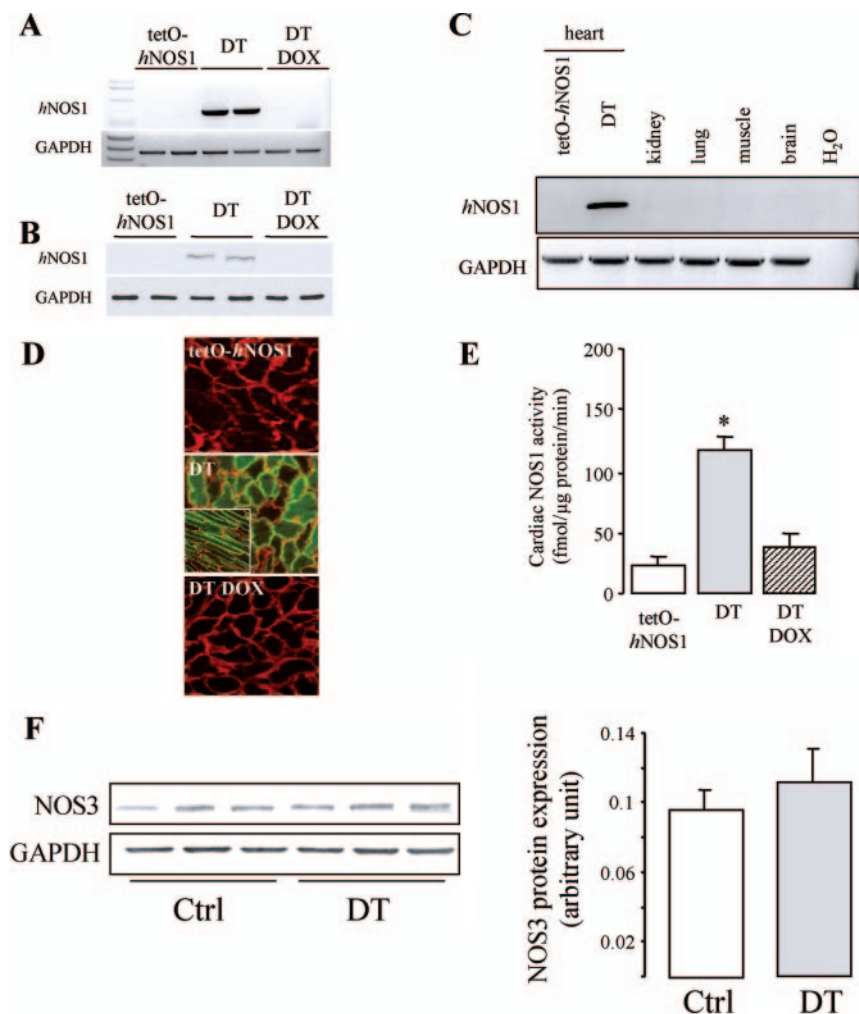 A
tetO-
hNOS1
DT
DT
DOX
hNOS1
GAPDH
B
tetO-
hNOS1
DT
DT
DOX
hNOS1
GAPDH
C
heart
tetO-hNOS1
DT
kidney
lung
muscle
brain
H₂O
hNOS1
GAPDH
D
tetO-hNOS1
DT
DT DOX
E
Cardiac NOS1 activity
(fmol/µg protein/min)
200
150
100
50
0
*
tetO-
hNOS1
DT
DT
DOX
F
NOS3
GAPDH
Ctrl
DT
NOS3 protein expression
(arbitrary unit)
0.14
0.1
0.06
0.02
Ctrl
DT